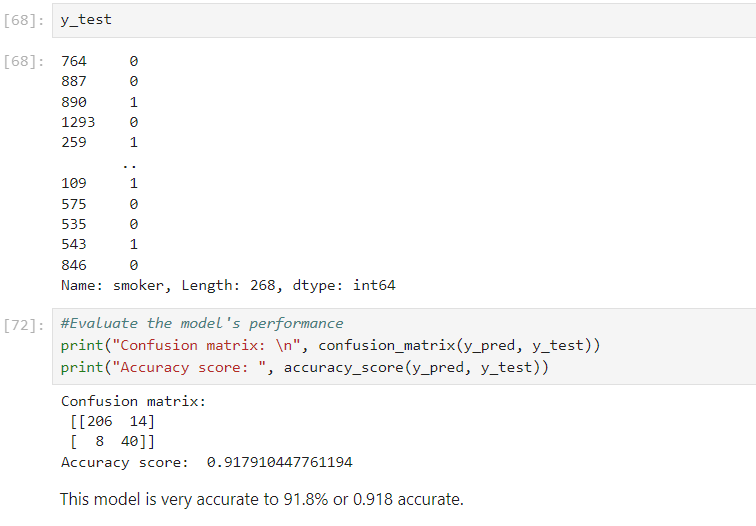 [68]: y_test
[68]: 764 0
887 0
890 1
1293 0
259 1
..
109 1
575 0
535 0
543 1
846 0
Name: smoker, Length: 268, dtype: int64
[72]: #Evaluate the model's performance
print("Confusion matrix: \n", confusion_matrix(y_pred, y_test))
print("Accuracy score: ", accuracy_score(y_pred, y_test))
Confusion matrix:
[[206 14]
[ 8 40]]
Accuracy score: 0.917910447761194
This model is very accurate to 91.8% or 0.918 accurate.